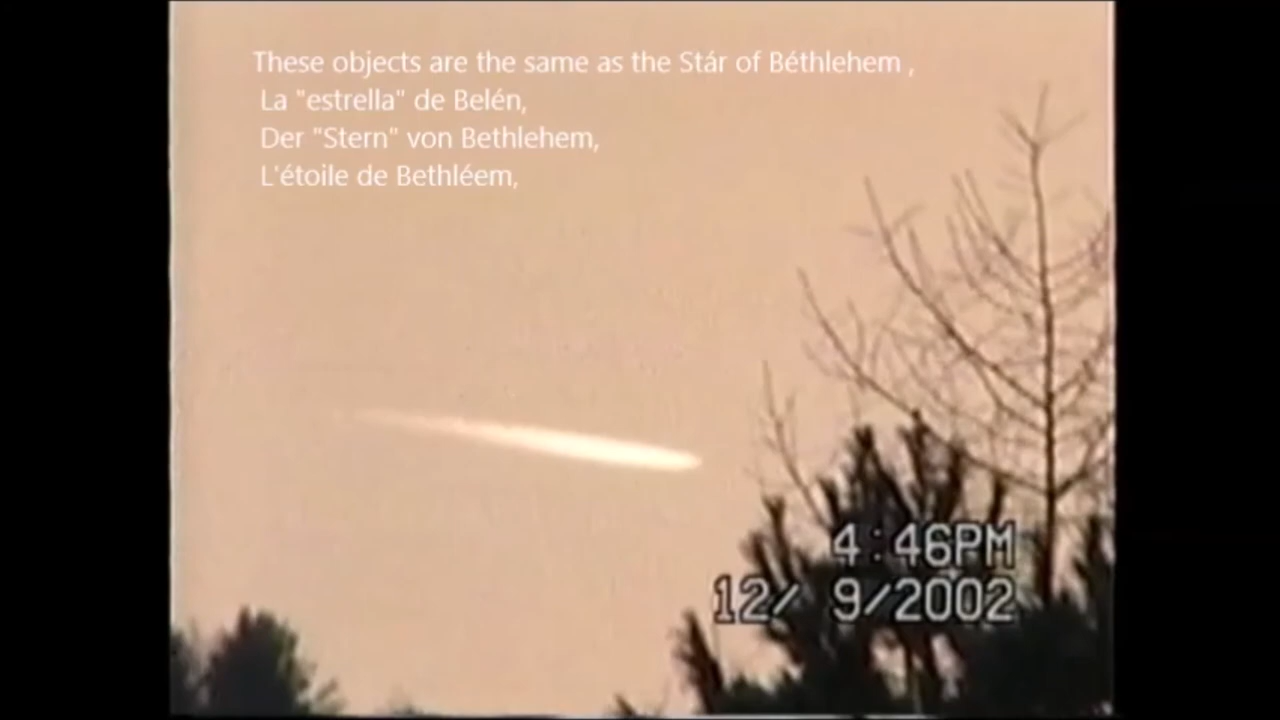 These objects are the same as the Stár of Béthlehem ,
La "estrella" de Belén,
Der "Stern" von Bethlehem,
L'étoile de Bethléem,
4:46PM
12/ 9/2002